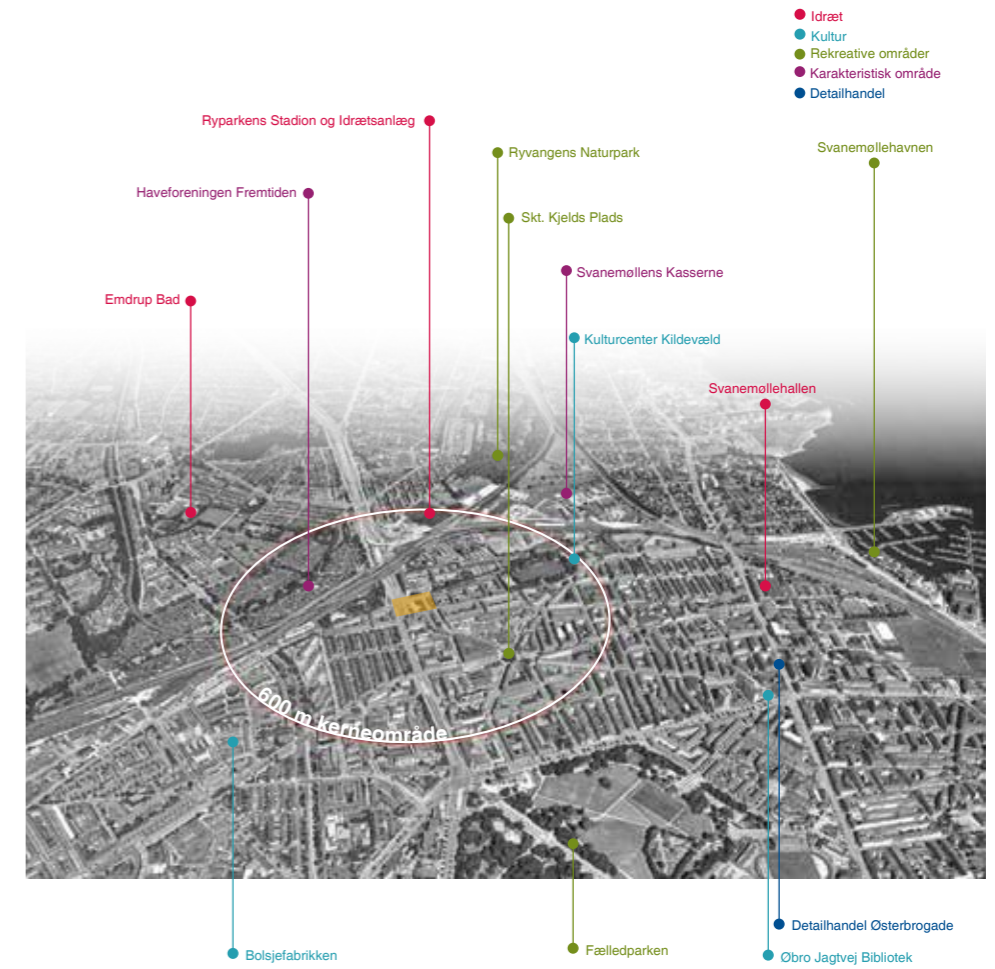 Idræt
Kultur
Rekreative områder
Karakteristisk område
Detailhandel
Ryparkens Stadion og Idrætsanlæg
Ryvangens Naturpark
Svanemøllehavnen
Haveforeningen Fremtiden
Skt. Kjelds Plads
Svanemøllens Kasserne
Emdrup Bad
Kulturcenter Kildevæld
Svanemøllehallen
600 m kerneområde
Detailhandel Østerbrogade
Bolsjefabrikken
Fælledparken
Øbro Jagtvej Bibliotek